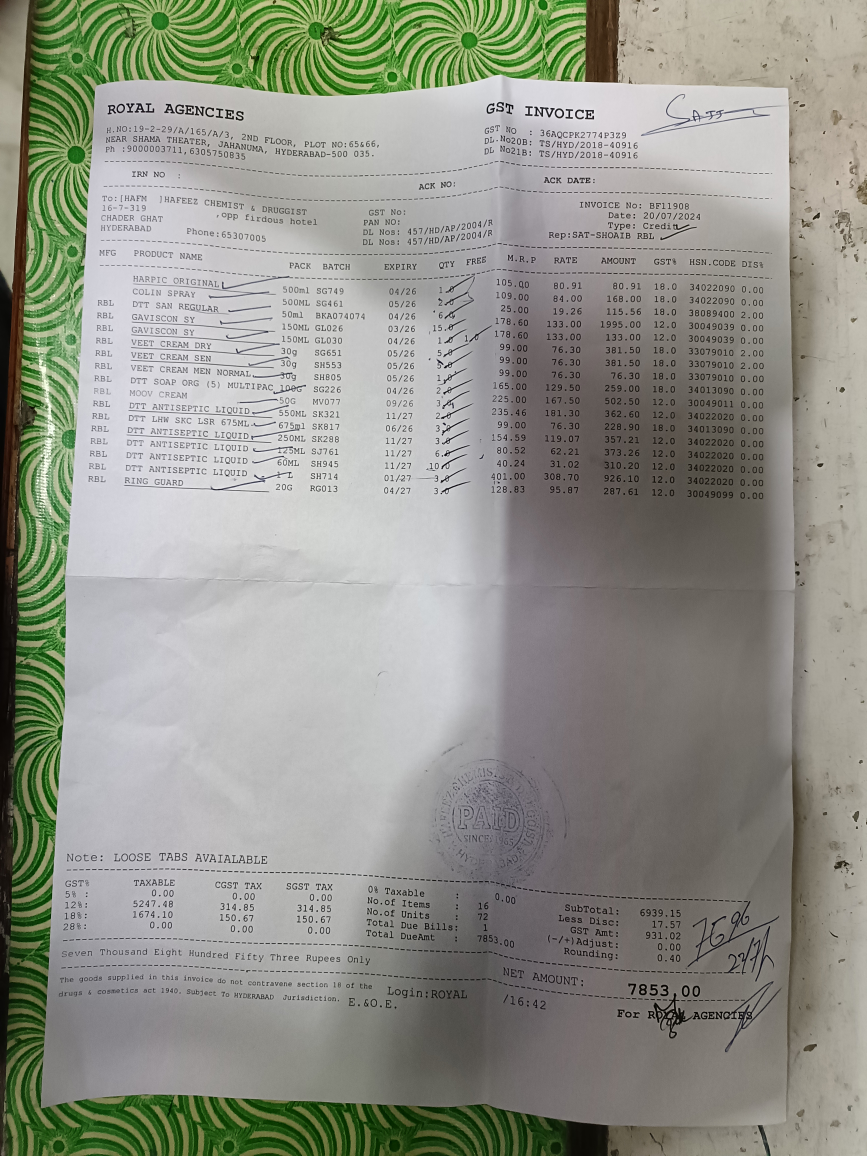 ROYAL AGENCIES GST INVOICE
H.NO:19-2-29/A/165/A/3, 2ND FLOOR, PLOT NO:65&66, GST NO : 36AQCPK2774P3Z9
NEAR SHAMA THEATER, JAHANUMA, HYDERABAD-500 035. DL.No20B: TS/HYD/2018-40916
Ph :9000003711,6305750835 DL No21B: TS/HYD/2018-40916
IRN NO : ACK NO: ACK DATE:
To:[HAFM ]HAFEEZ CHEMIST & DRUGGIST GST No: INVOICE No: BF11908
16-7-319 ,opp firdous hotel PAN NO: Date: 20/07/2024
CHADER GHAT DL Nos: 457/HD/AP/2004/R Type: Credit
HYDERABAD Phone:65307005 DL Nos: 457/HD/AP/2004/R Rep:SAT-SHOAIB RBL
MFG PRODUCT NAME PACK BATCH EXPIRY QTY FREE M.R.P RATE AMOUNT GST% HSN.CODE DIS%
HARPIC ORIGINAL 500ml SG749 04/26 1.0 105.00 80.91 80.91 18.0 34022090 0.00
COLIN SPRAY 500ML SG461 05/26 2.0 109.00 84.00 168.00 18.0 34022090 0.00
RBL DTT SAN REGULAR 50ml BKA074074 04/26 6.0 25.00 19.26 115.56 18.0 38089400 2.00
RBL GAVISCON SY 150ML GL026 03/26 15.0 178.60 133.00 1995.00 12.0 30049039 0.00
RBL GAVISCON SY 150ML GL030 04/26 1.0 1.0 178.60 133.00 133.00 12.0 30049039 0.00
RBL VEET CREAM DRY 30g SG651 05/26 5.0 99.00 76.30 381.50 18.0 33079010 2.00
RBL VEET CREAM SEN 30g SH553 05/26 5.0 99.00 76.30 381.50 18.0 33079010 2.00
RBL VEET CREAM MEN NORMAL 30g SH805 05/26 1.0 99.00 76.30 76.30 18.0 33079010 0.00
RBL DTT SOAP ORG (5) MULTIPAC 100G SG226 04/26 2.0 165.00 129.50 259.00 18.0 34013090 0.00
RBL MOOV CREAM 50G MV077 09/26 3.0 225.00 167.50 502.50 12.0 30049011 0.00
RBL DTT ANTISEPTIC LIQUID 550ML SK321 11/27 2.0 235.46 181.30 362.60 12.0 34022020 0.00
RBL DTT LHW SKC LSR 675ML 675ml SK817 06/26 3.0 99.00 76.30 228.90 18.0 34013090 0.00
RBL DTT ANTISEPTIC LIQUID 250ML SK288 11/27 3.0 154.59 119.07 357.21 12.0 34022020 0.00
RBL DTT ANTISEPTIC LIQUID 125ML SJ761 11/27 6.0 80.52 62.21 373.26 12.0 34022020 0.00
RBL DTT ANTISEPTIC LIQUID 60ML SH945 11/27 10.0 40.24 31.02 310.20 12.0 34022020 0.00
RBL DTT ANTISEPTIC LIQUID 1 L SH714 01/27 3.0 401.00 308.70 926.10 12.0 34022020 0.00
RBL RING GUARD 20G RG013 04/27 3.0 128.83 95.87 287.61 12.0 30049099 0.00
PAID
SINCE
Note: LOOSE TABS AVAIALABLE
GST% TAXABLE CGST TAX SGST TAX 0% Taxable : 0.00 SubTotal: 6939.15
5% : 0.00 0.00 0.00 No.of Items : 16 Less Disc: 17.57
12%: 5247.48 314.85 314.85 No.of Units : 72 GST Amt: 931.02
18%: 1674.10 150.67 150.67 Total Due Bills: 1 (-/+)Adjust: 0.00
28%: 0.00 0.00 0.00 Total DueAmt : 7853.00 Rounding: 0.40
7696
Seven Thousand Eight Hundred Fifty Three Rupees Only NET AMOUNT: 7853.00
The goods supplied in this invoice do not contravene section 18 of the Login:ROYAL /16:42
drugs & cosmetics act 1940. Subject To HYDERABAD Jurisdiction. E.&O.E. For ROYAL AGENCIES